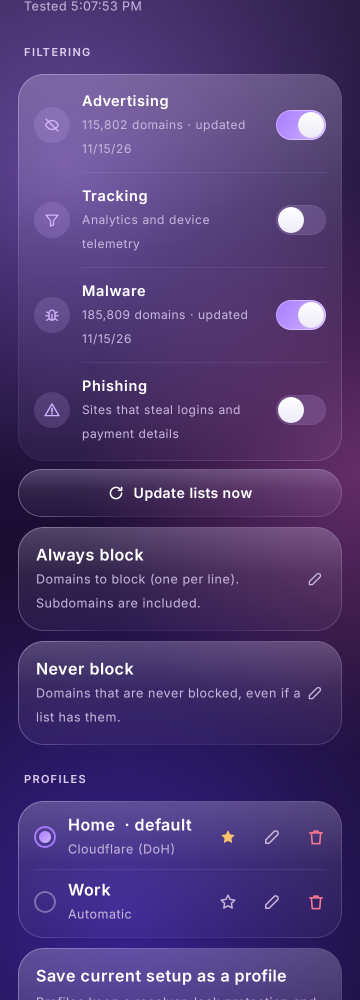 Tested 5:07:53 PM
FILTERING
Advertising
115,802 domains · updated
11/15/26
Tracking
Analytics and device
telemetry
Malware
185,809 domains · updated
11/15/26
Phishing
Sites that steal logins and
payment details
Update lists now
Always block
Domains to block (one per line).
Subdomains are included.
Never block
Domains that are never blocked, even if a
list has them.
PROFILES
Home · default
Cloudflare (DoH)
Work
Automatic
Save current setup as a profile